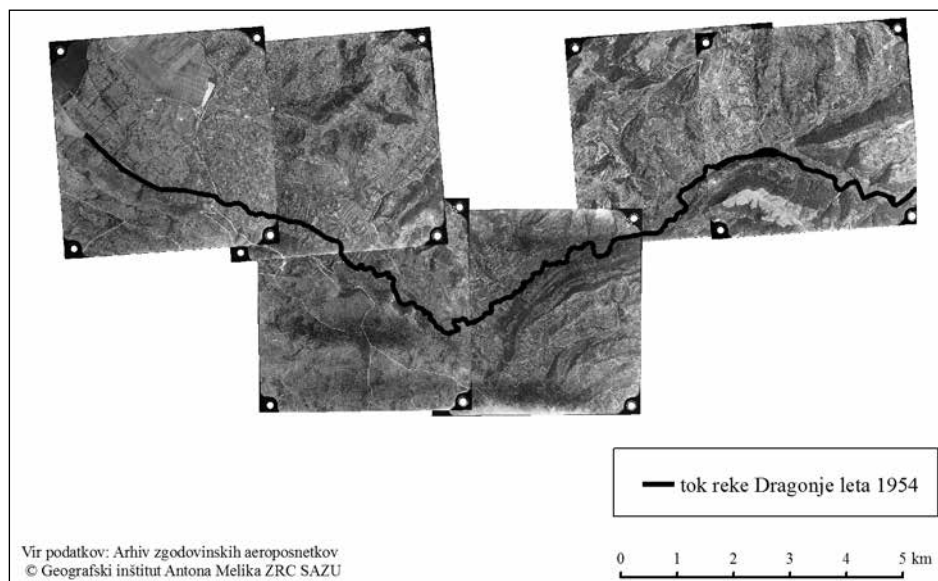 tok reke Dragonje leta 1954
Vir podatkov: Arhiv zgodovinskih aeroposnetkov
© Geografski inštitut Antona Melika ZRC SAZU
0 1 2 3 4 5 km